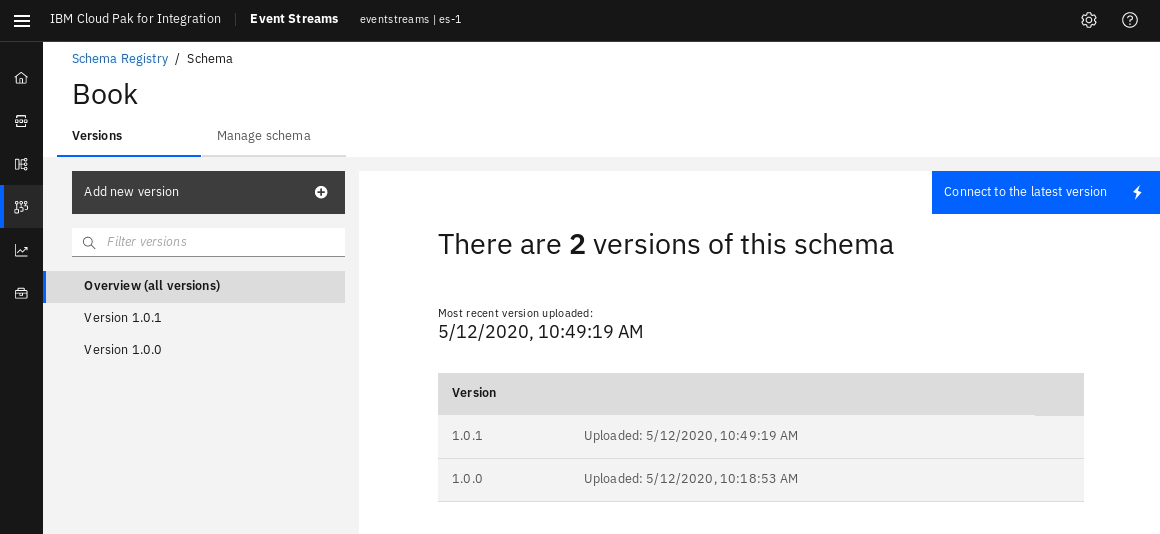 IBM Cloud Pak for Integration | Event Streams eventstreams | es-1
Schema Registry / Schema
Book
Versions Manage schema
Add new version
Connect to the latest version
Filter versions
Overview (all versions)
Version 1.0.1
Version 1.0.0
There are 2 versions of this schema
Most recent version uploaded:
5/12/2020, 10:49:19 AM
Version
1.0.1 Uploaded: 5/12/2020, 10:49:19 AM
1.0.0 Uploaded: 5/12/2020, 10:18:53 AM